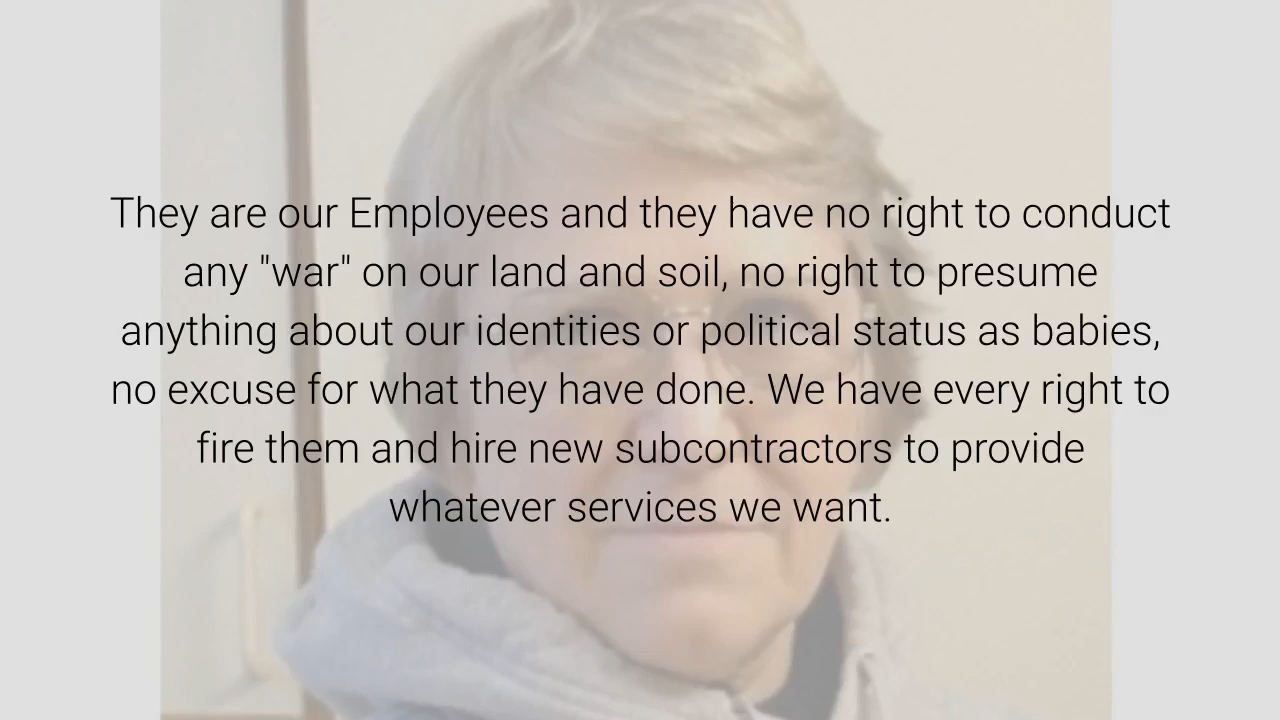 They are our Employees and they have no right to conduct
any "war" on our land and soil, no right to presume
anything about our identities or political status as babies,
no excuse for what they have done. We have every right to
fire them and hire new subcontractors to provide
whatever services we want.